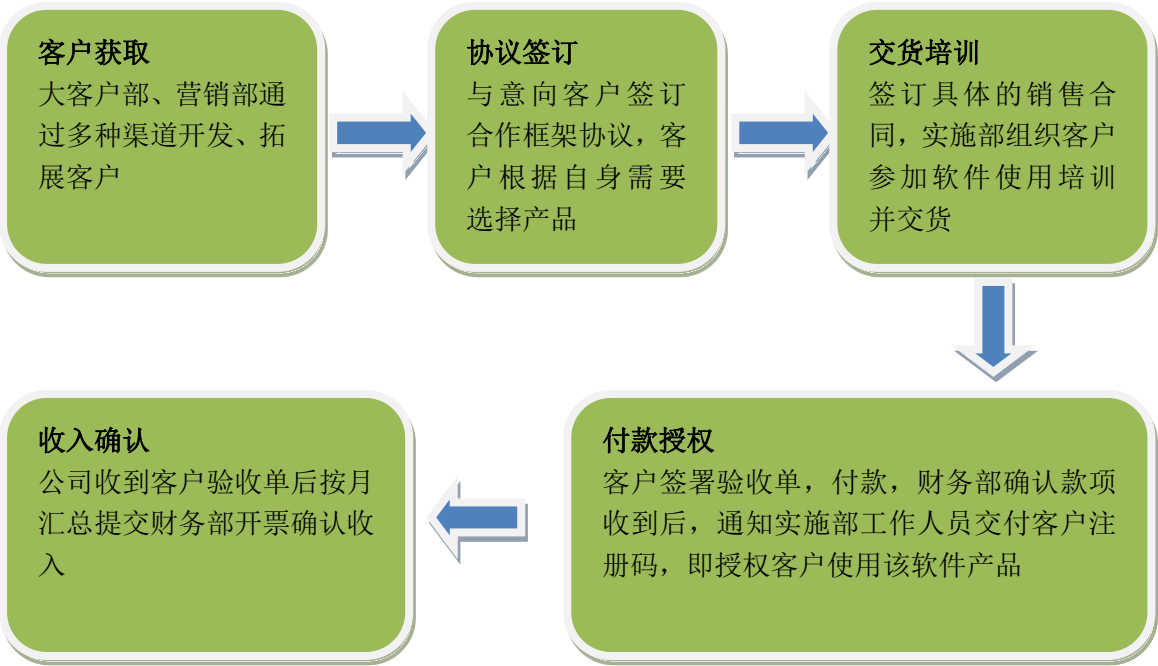 客户获取
大客户部、营销部通
过多种渠道开发、拓
展客户
协议签订
与意向客户签订
合作框架协议，客
户根据自身需要
选择产品
交货培训
签订具体的销售合
同，实施部组织客户
参加软件使用培训
并交货
付款授权
客户签署验收单，付款，财务部确认款项
收到后，通知实施部工作人员交付客户注
册码，即授权客户使用该软件产品
收入确认
公司收到客户验收单后按月
汇总提交财务部开票确认收
入